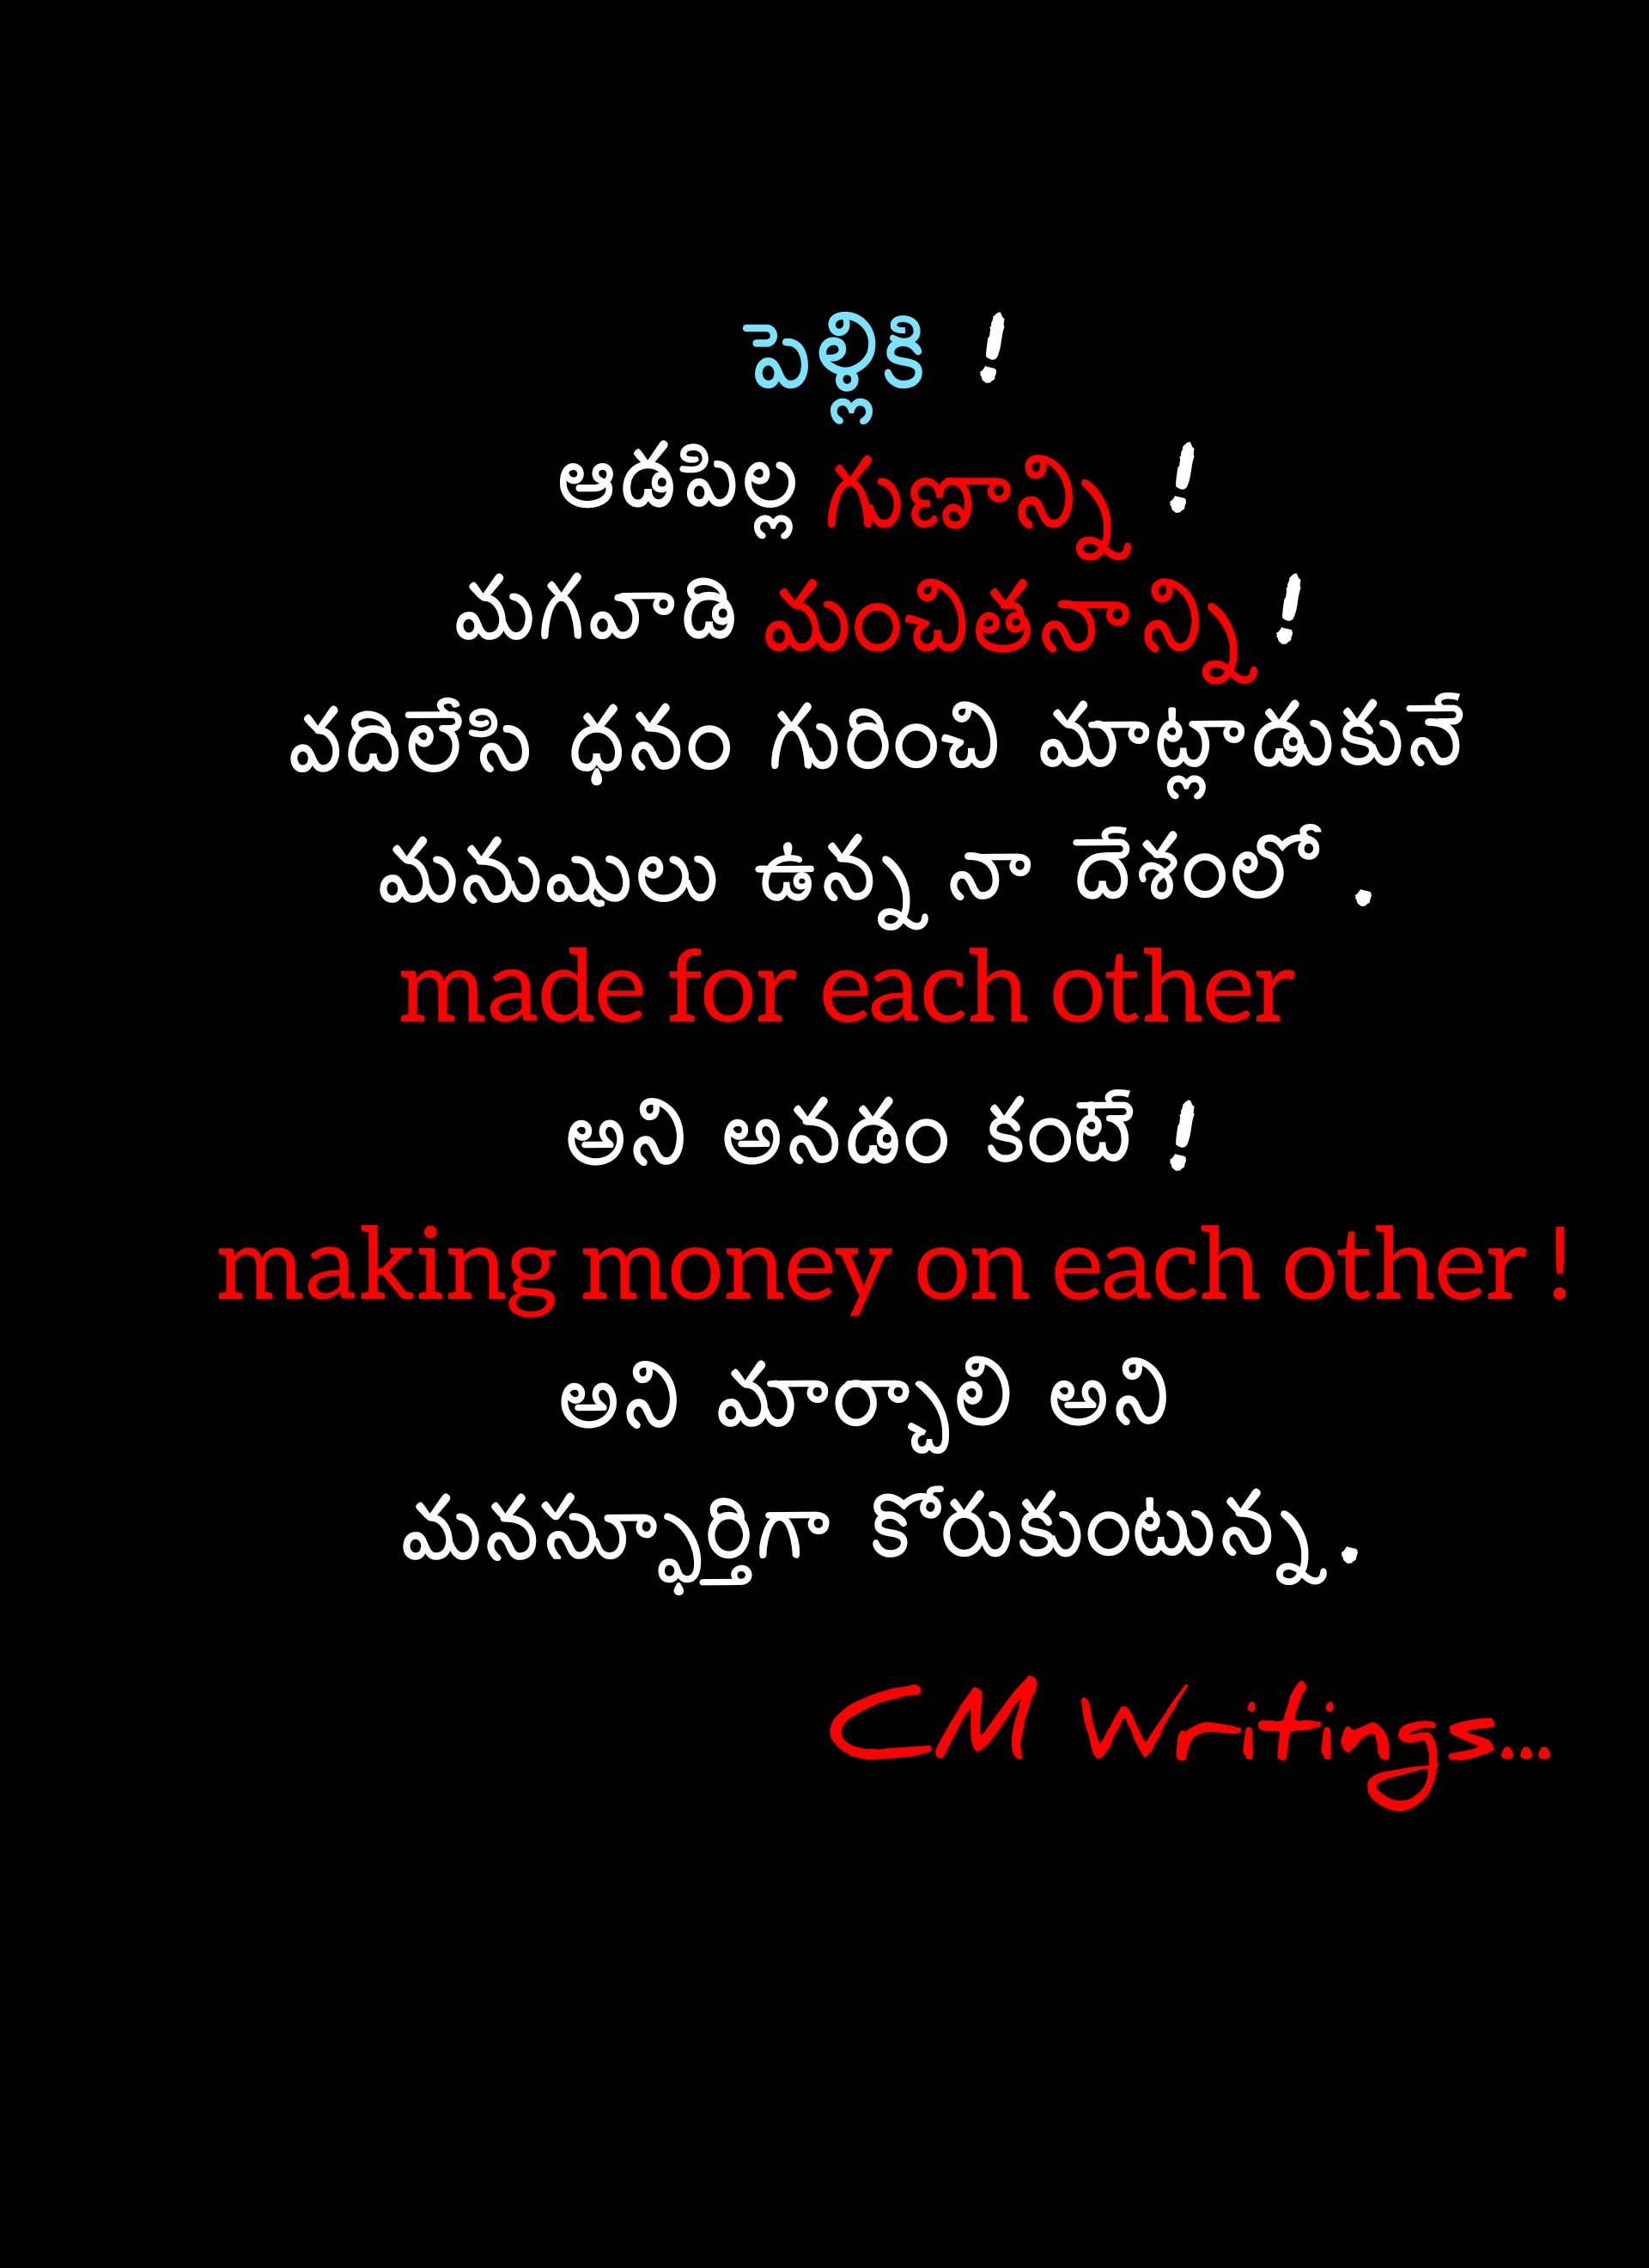 పెళ్లికి !
ఆడపిల్ల గుణాన్ని !
మగవాడి మంచితనాన్ని !
వదిలేసి ధనం గురించి మాట్లాడుకునే
మనుషులు ఉన్న నా దేశంలో .
made for each other
అని అనడం కంటే !
making money on each other !
అని మార్చాలి అని
మనస్ఫూర్తిగా కోరుకుంటున్న .
CM Writings...